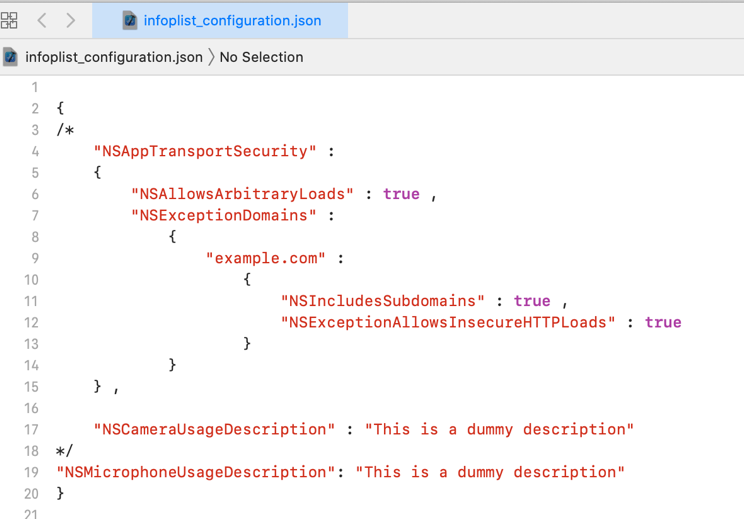 infoplist_configuration.json
infoplist_configuration.json 〉No Selection
1
2 {
3 /*
4 "NSAppTransportSecurity" :
5 {
6 "NSAllowsArbitraryLoads" : true ,
7 "NSExceptionDomains" :
8 {
9 "example.com" :
10 {
11 "NSIncludesSubdomains" : true ,
12 "NSExceptionAllowsInsecureHTTPLoads" : true
13 }
14 }
15 } ,
16
17 "NSCameraUsageDescription" : "This is a dummy description"
18 */
19 "NSMicrophoneUsageDescription": "This is a dummy description"
20 }
21